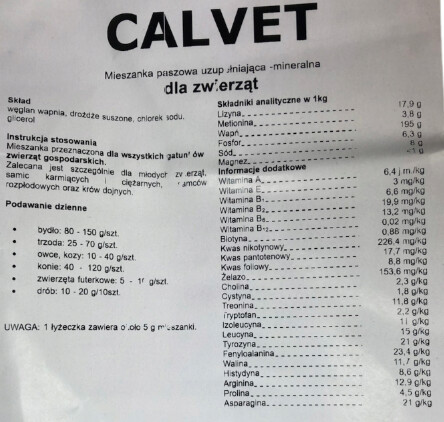 CALVET
Mieszanka paszowa uzupełniająca -mineralna
dla zwierząt
Skład
węglan wapnia, drożdże suszone, chlorek sodu,
glicerol
Instrukcja stosowania
Mieszanka przeznaczona dla wszystkich gatunków
zwierząt gospodarskich.
Zalecana jest szczególnie dla młodych zwierząt,
samic karmiących i ciężarnych, samców
rozpłodowych oraz krów dojnych.
Podawanie dzienne
• bydło: 80 - 150 g/szt.
• trzoda: 25 - 70 g/szt.
• owce, kozy: 10 - 40 g/szt.
• konie: 40 - 120 g/szt.
• zwierzęta futerkowe: 5 - g/szt.
• drób: 10 - 20 g/10szt.
UWAGA: 1 łyżeczka zawiera około 5 g mieszanki.
Składniki analityczne w 1kg
Lizyna 17,9 g
Metionina 3,8 g
Wapń 195 g
Fosfor 6,3 g
Sód 6 g
Magnez g
Informacje dodatkowe
Witamina A 6,4 j.m./kg
Witamina E 3 mg/kg
Witamina B₁ 6,6 mg/kg
Witamina B₂ 19,9 mg/kg
Witamina B₆ 13,2 mg/kg
Witamina B₁₂ 0,02 mg/kg
Biotyna 0,88 mg/kg
Kwas nikotynowy 226,4 mg/kg
Kwas pantotenowy 17,7 mg/kg
Kwas foliowy 8,8 mg/kg
Żelazo 153,6 mg/kg
Cholina 2,3 g/kg
Cystyna 1,8 g/kg
Treonina 11,8 g/kg
Tryptofan 2,2 g/kg
Izoleucyna 11 g/kg
Leucyna 15 g/kg
Tyrozyna 21 g/kg
Fenyloalanina 23,4 g/kg
Walina 11,7 g/kg
Histydyna 8,6 g/kg
Arginina 12,9 g/kg
Prolina 4,5 g/kg
Asparagina 21 g/kg